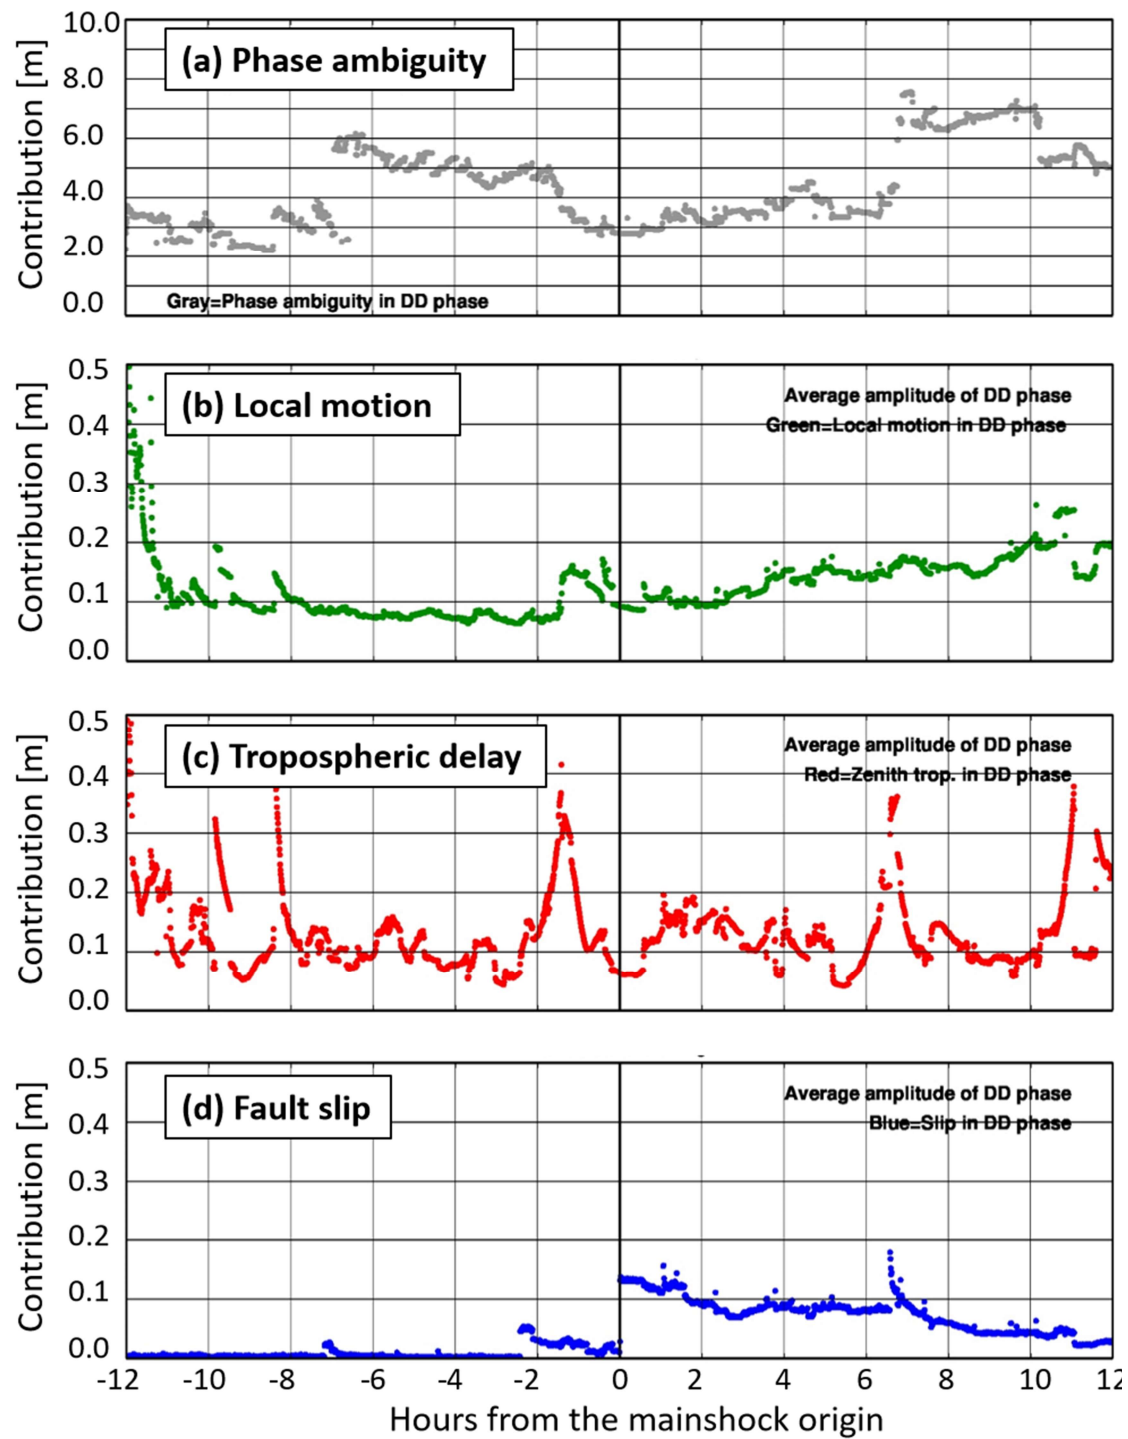 10.0
(a) Phase ambiguity
8.0
6.0
4.0
2.0
0.0
Contribution [m]
Gray=Phase ambiguity in DD phase
0.5
(b) Local motion
Average amplitude of DD phase
0.4
Green=Local motion in DD phase
0.3
0.2
0.1
0.0
Contribution [m]
0.5
(c) Tropospheric delay
Average amplitude of DD phase
0.4
Red=Zenith trop. in DD phase
0.3
0.2
0.1
0.0
Contribution [m]
0.5
(d) Fault slip
Average amplitude of DD phase
0.4
Blue=Slip in DD phase
0.3
0.2
0.1
0.0
Contribution [m]
-12 -10 -8 -6 -4 -2 0 2 4 6 8 10 12
Hours from the mainshock origin